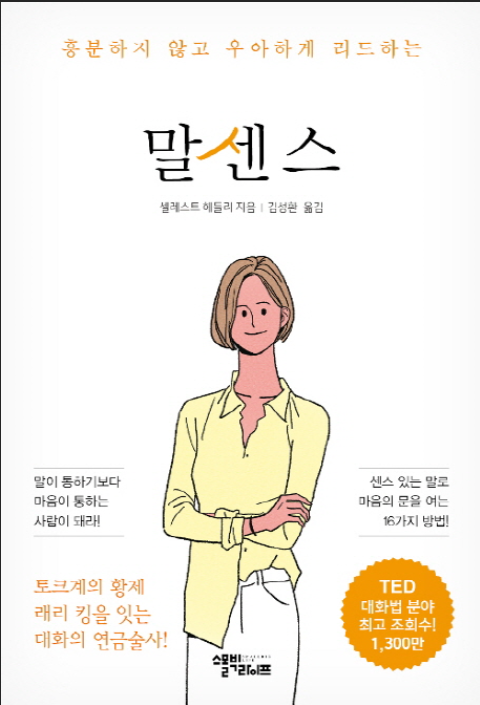 흥분하지 않고 우아하게 리드하는
말센스
셀레스트 헤들리 지음 | 김성환 옮김
말이 통하기보다
마음이 통하는
사람이 돼라!
센스 있는 말로
마음의 문을 여는
16가지 방법!
토크계의 황제
래리 킹을 잇는
대화의 연금술사!
TED
대화법 분야
최고 조회수!
1,300만
스몰빅
라이프